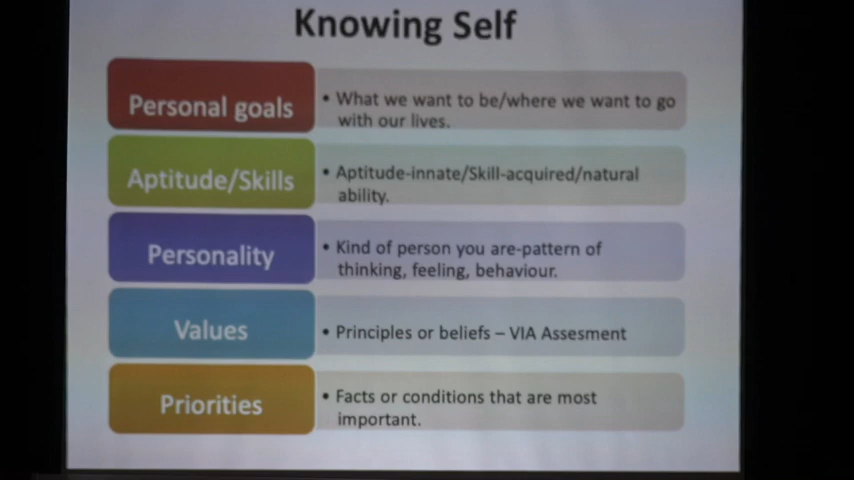 Knowing Self
Personal goals
• What we want to be/where we want to go
with our lives.
Aptitude/Skills
• Aptitude-innate/Skill-acquired/natural
ability.
Personality
• Kind of person you are-pattern of
thinking, feeling, behaviour.
Values
• Principles or beliefs – VIA Assesment
Priorities
• Facts or conditions that are most
important.